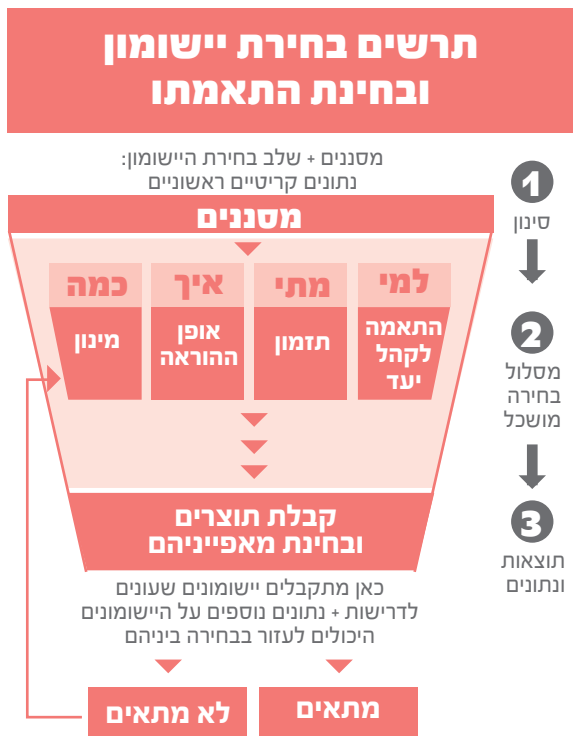 תרשים בחירת יישומון
ובחינת התאמתו
מסננים + שלב בחירת היישומון:
נתונים קריטיים ראשוניים
מסננים
למי
התאמה
לקהל
יעד
מתי
תזמון
איך
אופן
ההוראה
כמה
מינון
קבלת תוצרים
ובחינת מאפייניהם
כאן מתקבלים יישומונים שעונים
לדרישות + נתונים נוספים על היישומונים
היכולים לעזור בבחירה ביניהם
מתאים
לא מתאים
1
סינון
2
מסלול
בחירה
מושכל
3
תוצאות
ונתונים